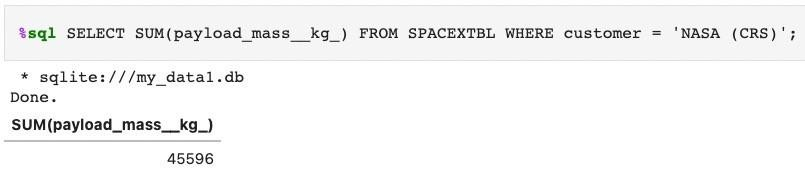 %sql SELECT SUM(payload_mass__kg_) FROM SPACEXTBL WHERE customer = 'NASA (CRS)';
* sqlite:///my_data1.db
Done.
SUM(payload_mass__kg_)
45596